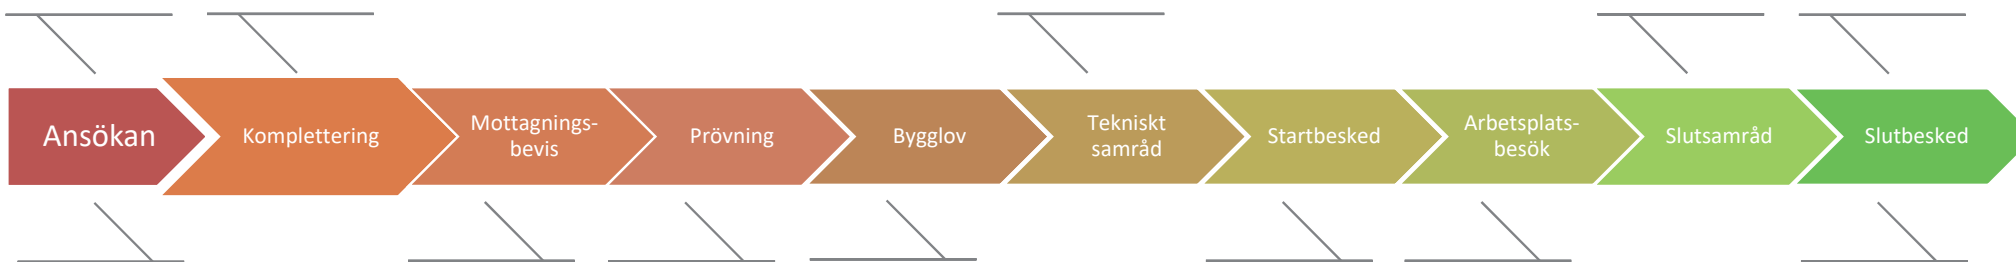 Ansökan
Komplettering
Mottagnings-
bevis
Prövning
Bygglov
Tekniskt
samråd
Startbesked
Arbetsplats-
besök
Slutsamråd
Slutbesked